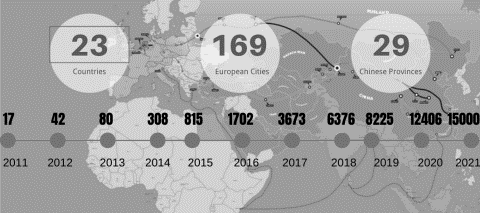 23
Countries
169
European Cities
29
Chinese Provinces
17 42 80 308 815 1702 3673 6376 8225 12406 15000
2011 2012 2013 2014 2015 2016 2017 2018 2019 2020 2021